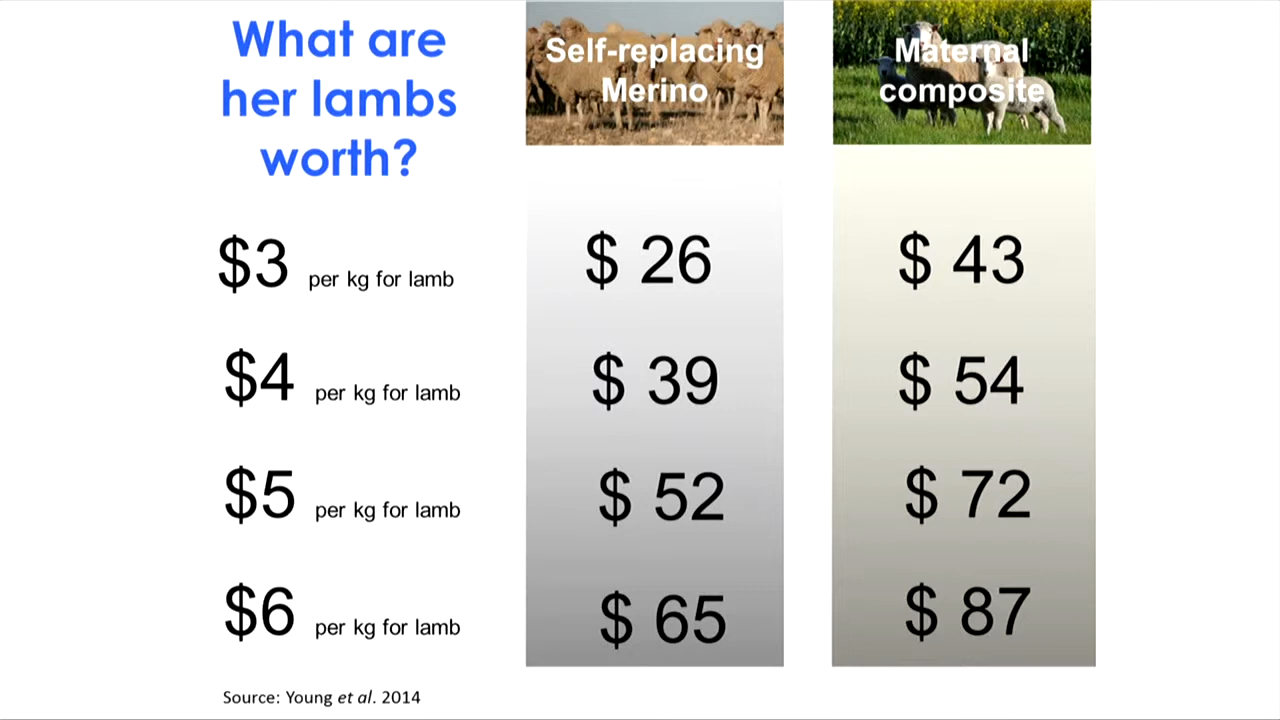 What are
her lambs
worth?
Self-replacing
Merino
Maternal
composite
$3 per kg for lamb $ 26 $ 43
$4 per kg for lamb $ 39 $ 54
$5 per kg for lamb $ 52 $ 72
$6 per kg for lamb $ 65 $ 87
Source: Young et al. 2014